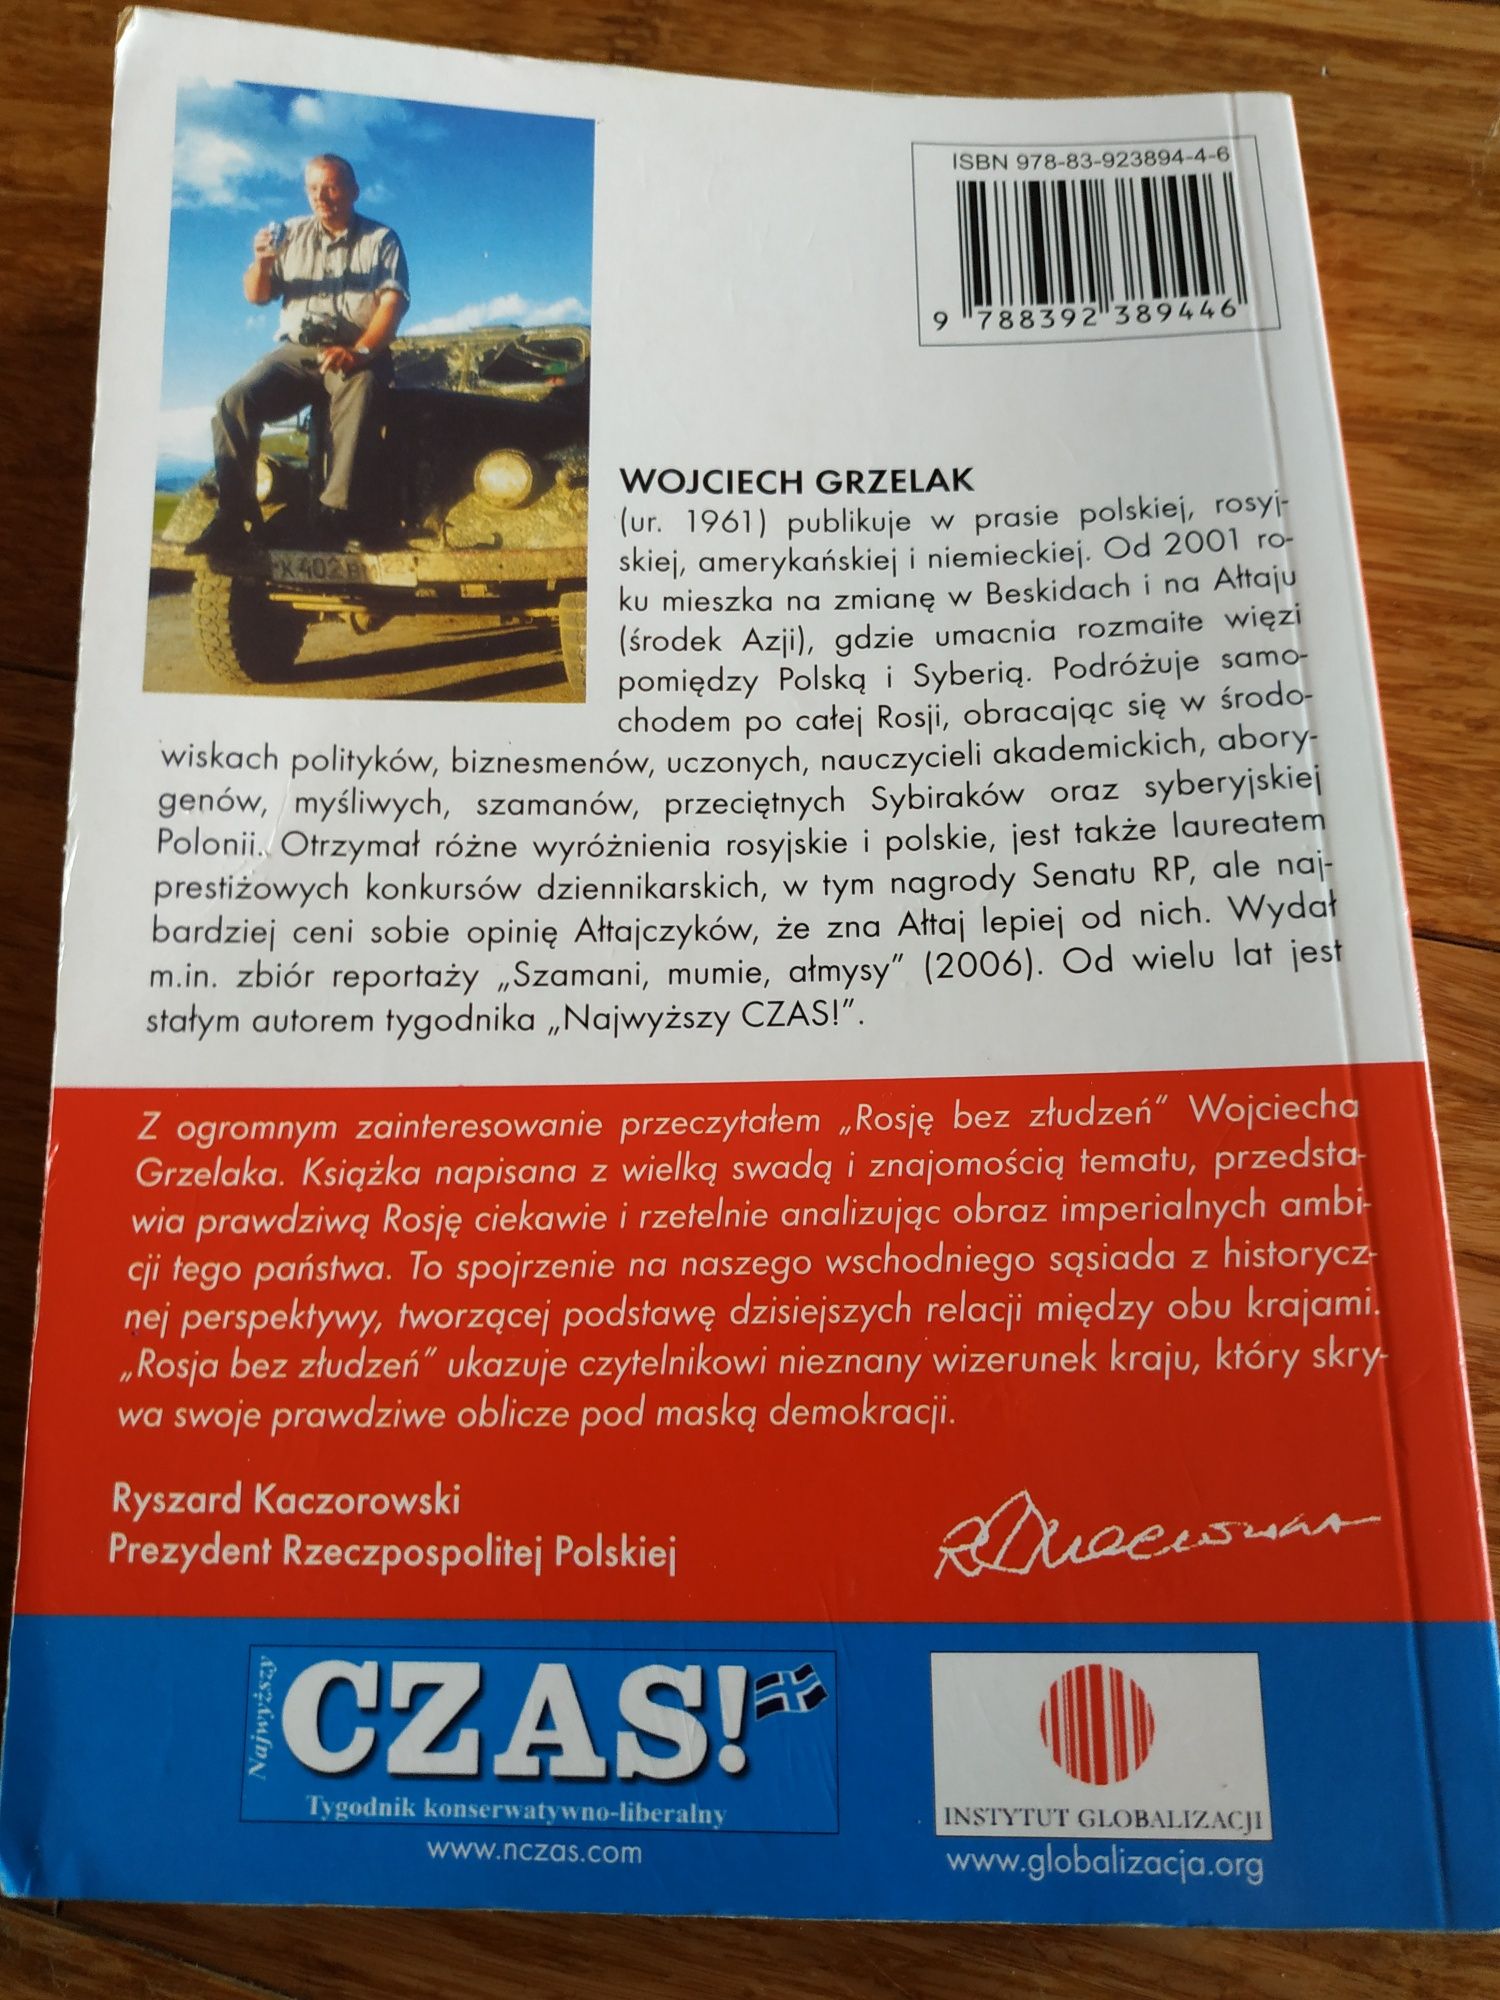 ISBN 978-83-923894-4-6
9 788392 389446
WOJCIECH GRZELAK
(ur. 1961) publikuje w prasie polskiej, rosyj-
skiej, amerykańskiej i niemieckiej. Od 2001 ro-
ku mieszka na zmianę w Beskidach i na Ałtaju
(środek Azji), gdzie umacnia rozmaite więzi
pomiędzy Polską i Syberią. Podróżuje samo-
chodem po całej Rosji, obracając się w środo-
wiskach polityków, biznesmenów, uczonych, nauczycieli akademickich, abory-
genów, myśliwych, szamanów, przeciętnych Sybiraków oraz syberyjskiej
Polonii. Otrzymał różne wyróżnienia rosyjskie i polskie, jest także laureatem
prestiżowych konkursów dziennikarskich, w tym nagrody Senatu RP, ale naj-
bardziej ceni sobie opinię Ałtajczyków, że zna Ałtaj lepiej od nich. Wydał
m.in. zbiór reportaży „Szamani, mumie, ałmysy” (2006). Od wielu lat jest
stałym autorem tygodnika „Najwyższy CZAS!”.
Z ogromnym zainteresowanie przeczytałem „Rosję bez złudzeń” Wojciecha
Grzelaka. Książka napisana z wielką swadą i znajomością tematu, przedsta-
wia prawdziwą Rosję ciekawie i rzetelnie analizując obraz imperialnych ambi-
cji tego państwa. To spojrzenie na naszego wschodniego sąsiada z historycz-
nej perspektywy, tworzącej podstawę dzisiejszych relacji między obu krajami.
„Rosja bez złudzeń” ukazuje czytelnikowi nieznany wizerunek kraju, który skry-
wa swoje prawdziwe oblicze pod maską demokracji.
Ryszard Kaczorowski
Prezydent Rzeczpospolitej Polskiej
Najwyższy
CZAS!
Tygodnik konserwatywno-liberalny
www.nczas.com
INSTYTUT GLOBALIZACJI
www.globalizacja.org